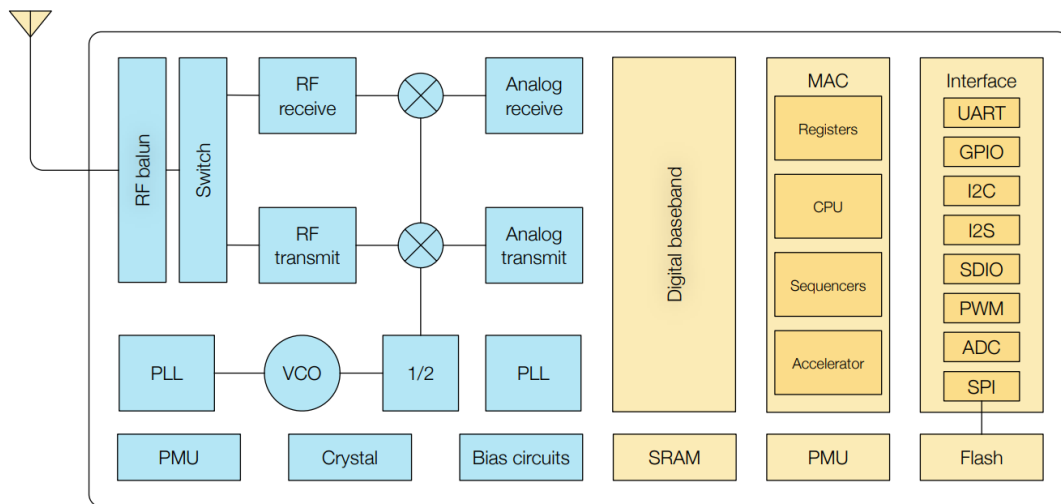 RF balun
Switch
RF
receive
Analog
receive
RF
transmit
Analog
transmit
PLL
VCO
1/2
PLL
PMU
Crystal
Bias circuits
Digital baseband
SRAM
MAC
Registers
CPU
Sequencers
Accelerator
PMU
Interface
UART
GPIO
I2C
I2S
SDIO
PWM
ADC
SPI
Flash